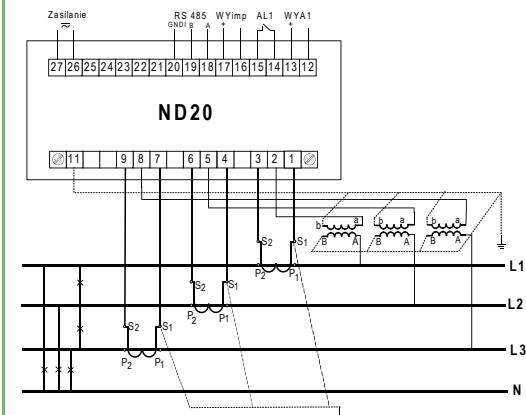 Zasilanie RS 485 WYimp AL1 WYA1
GNDI B A + +
27 26 25 24 23 22 21 20 19 18 17 16 15 14 13 12
ND20
11 9 8 7 6 5 4 3 2 1
b a b a b a
B A B A B A
S2 S1
P2 P1
L1
S2 S1
P2 P1
L2
S2 S1
P2 P1
L3
N